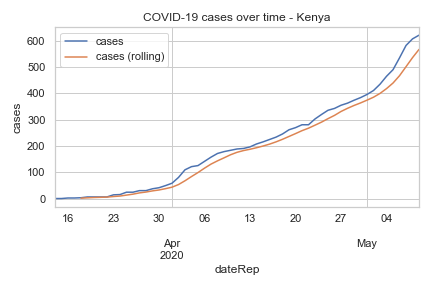 COVID-19 cases over time - Kenya
cases
cases (rolling)
600
500
400
300
200
100
0
cases
16 23 30 06 13 20 27 04
Apr May
2020
dateRep